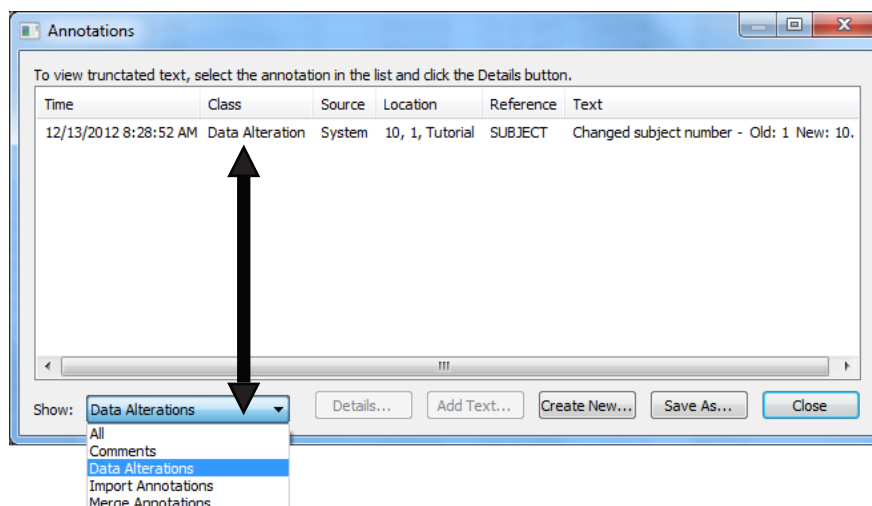 Annotations
To view trunctated text, select the annotation in the list and click the Details button.
Time Class Source Location Reference Text
12/13/2012 8:28:52 AM Data Alteration System 10, 1, Tutorial SUBJECT Changed subject number - Old: 1 New: 10.
Show: Data Alterations Details... Add Text... Create New... Save As... Close
All
Comments
Data Alterations
Import Annotations
Merge Annotations